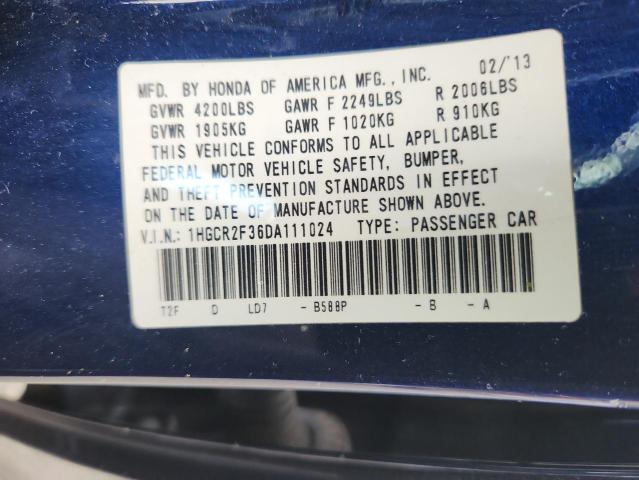 MFD. BY HONDA OF AMERICA MFG., INC. 02/'13
GVWR 4200LBS GAWR F 2249LBS R 2006LBS
GVWR 1905KG GAWR F 1020KG R 910KG
THIS VEHICLE CONFORMS TO ALL APPLICABLE
FEDERAL MOTOR VEHICLE SAFETY, BUMPER,
AND THEFT PREVENTION STANDARDS IN EFFECT
ON THE DATE OF MANUFACTURE SHOWN ABOVE.
V.I.N.: 1HGCR2F36DA111024 TYPE: PASSENGER CAR
T2F D LD7 - B588P - B - A